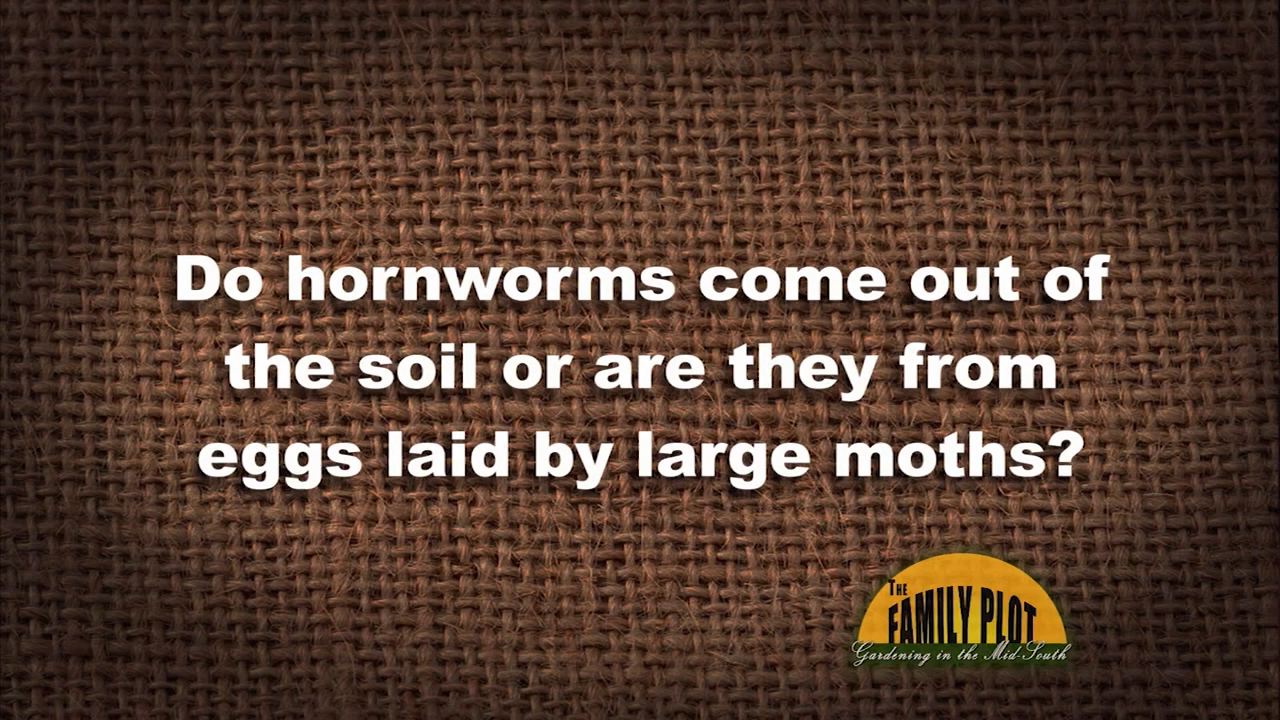 Do hornworms come out of
the soil or are they from
eggs laid by large moths?
THE
FAMILY PLOT
Gardening in the Mid-South